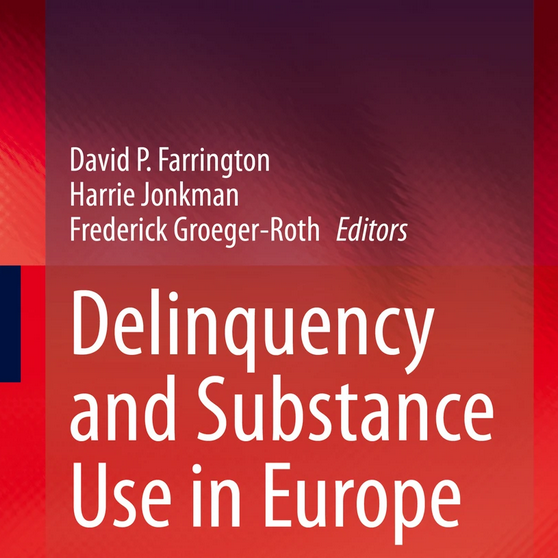 David P. Farrington
Harrie Jonkman
Frederick Groeger-Roth Editors
Delinquency
and Substance
Use in Europe